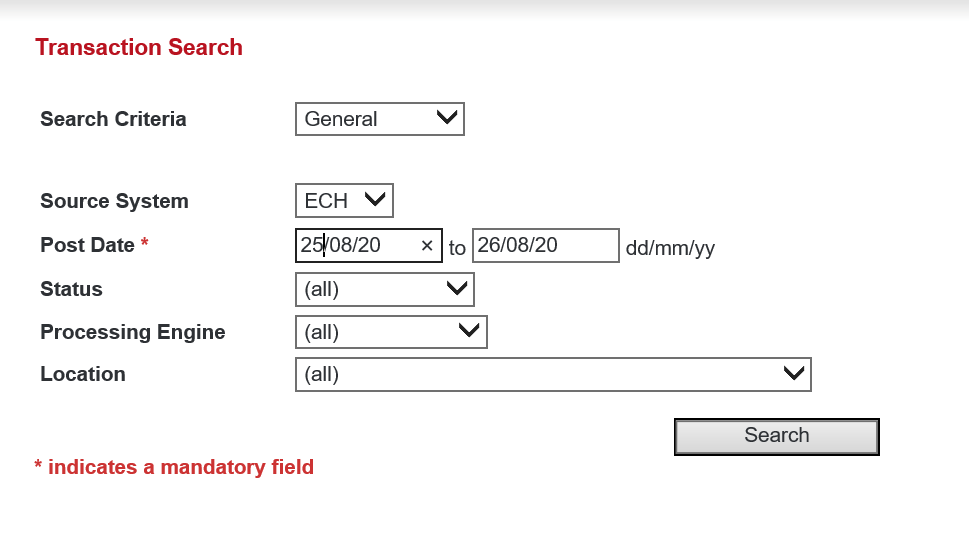 Transaction Search
Search Criteria General
Source System ECH
Post Date * 25/08/20 × to 26/08/20 dd/mm/yy
Status (all)
Processing Engine (all)
Location (all)
Search
* indicates a mandatory field